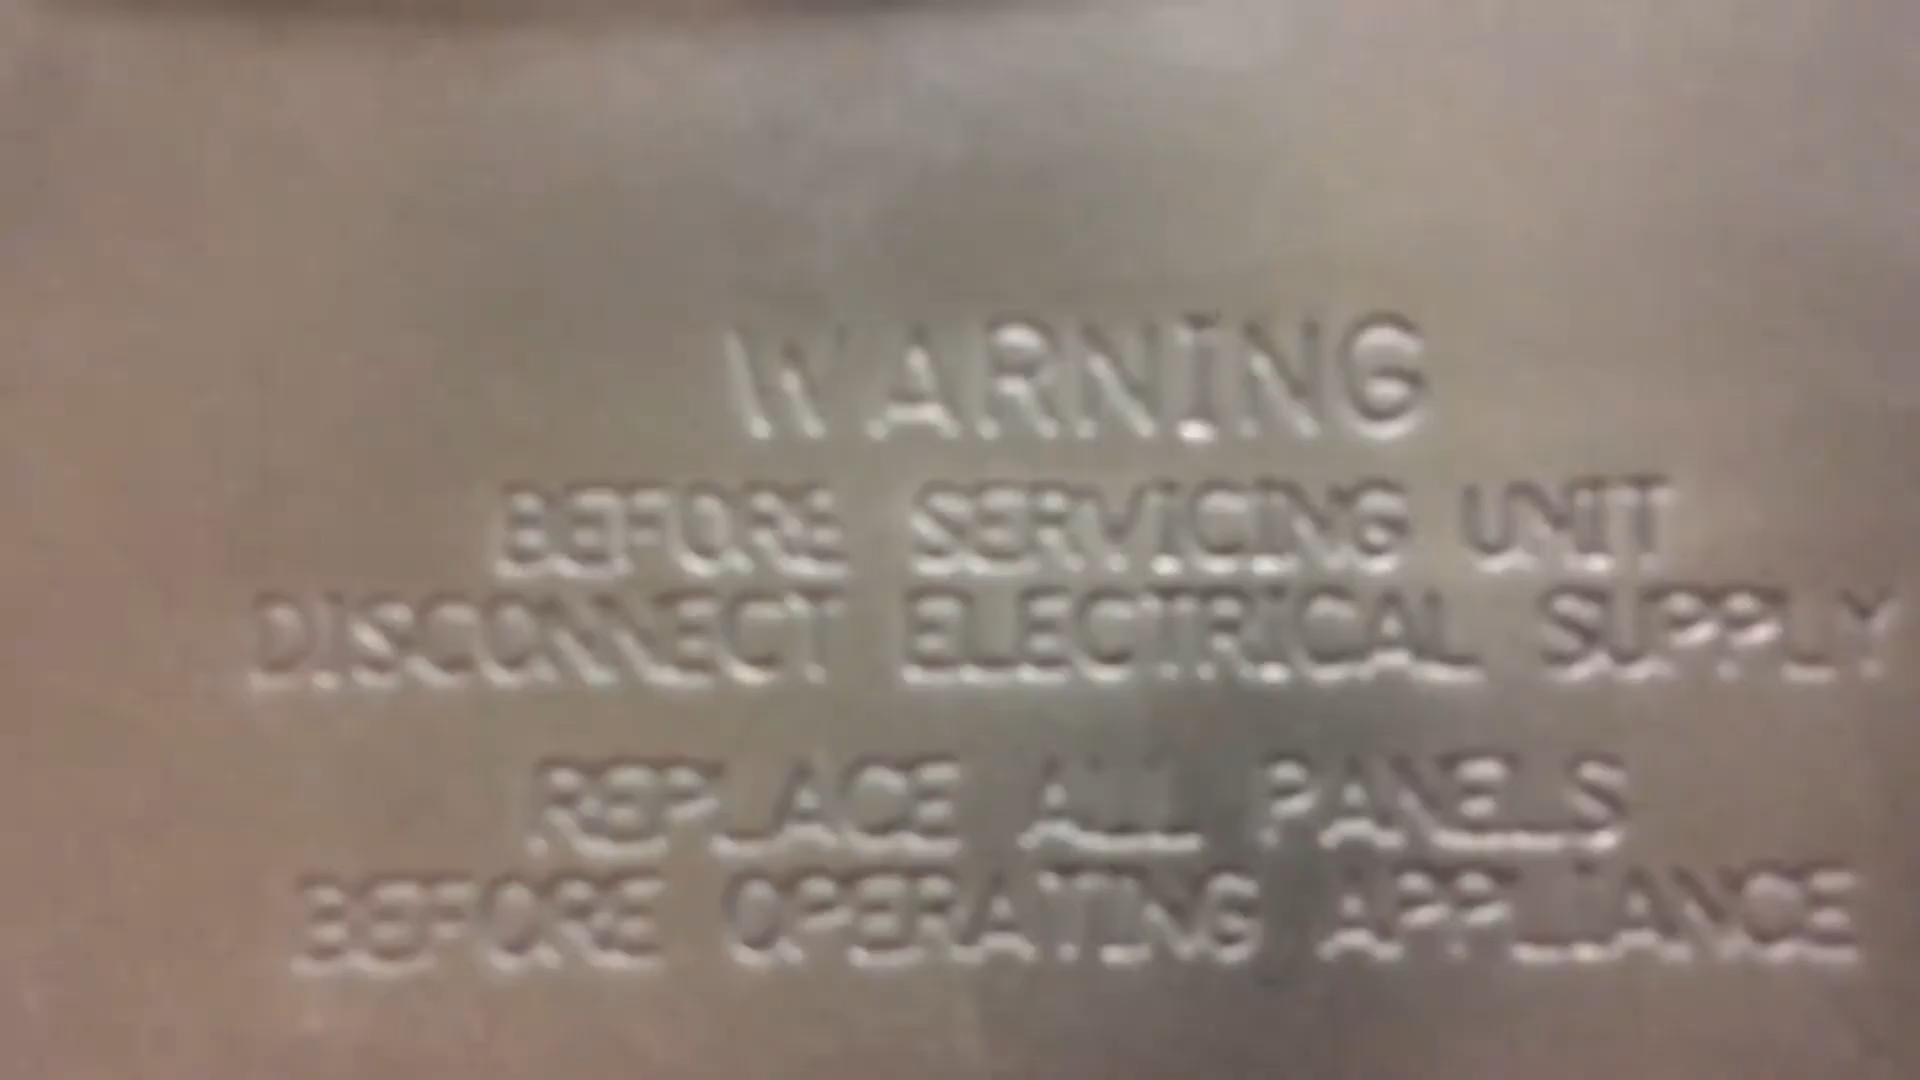 WARNING
BEFORE SERVICING UNIT
DISCONNECT ELECTRICAL SUPPLY
REPLACE ALL PANELS
BEFORE OPERATING APPLIANCE